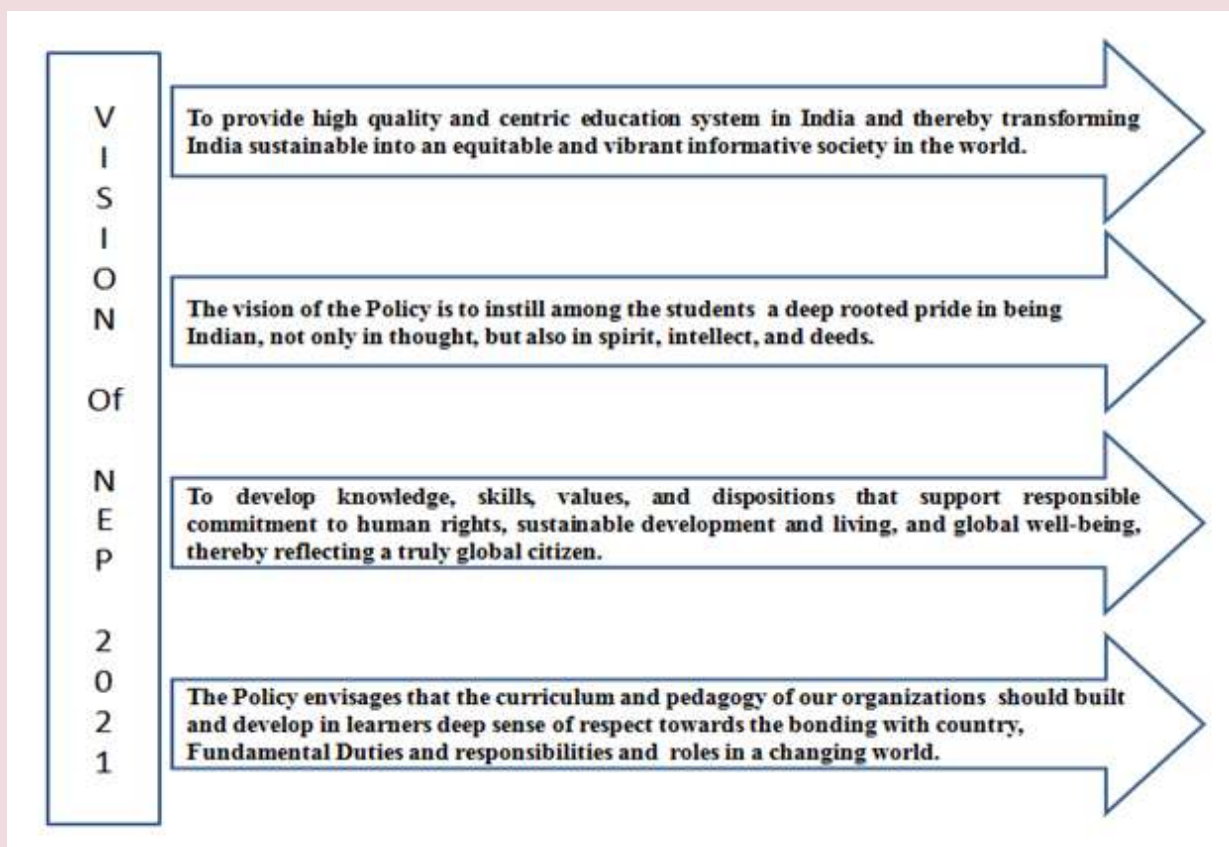 VISION Of NEP 2021
To provide high quality and centric education system in India and thereby transforming
India sustainable into an equitable and vibrant informative society in the world.
The vision of the Policy is to instill among the students a deep rooted pride in being
Indian, not only in thought, but also in spirit, intellect, and deeds.
To develop knowledge, skills, values, and dispositions that support responsible
commitment to human rights, sustainable development and living, and global well-being,
thereby reflecting a truly global citizen.
The Policy envisages that the curriculum and pedagogy of our organizations should built
and develop in learners deep sense of respect towards the bonding with country,
Fundamental Duties and responsibilities and roles in a changing world.